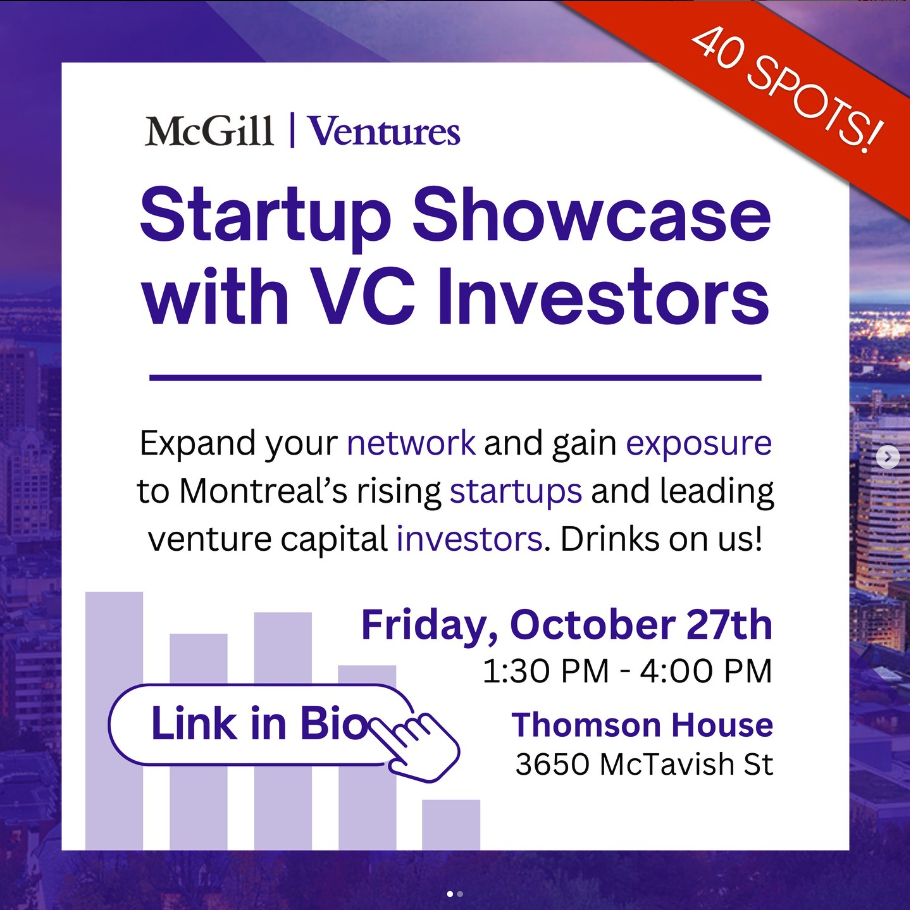 40 SPOTS!
McGill | Ventures
Startup Showcase
with VC Investors
Expand your network and gain exposure
to Montreal’s rising startups and leading
venture capital investors. Drinks on us!
Friday, October 27th
1:30 PM - 4:00 PM
Link in Bio
Thomson House
3650 McTavish St